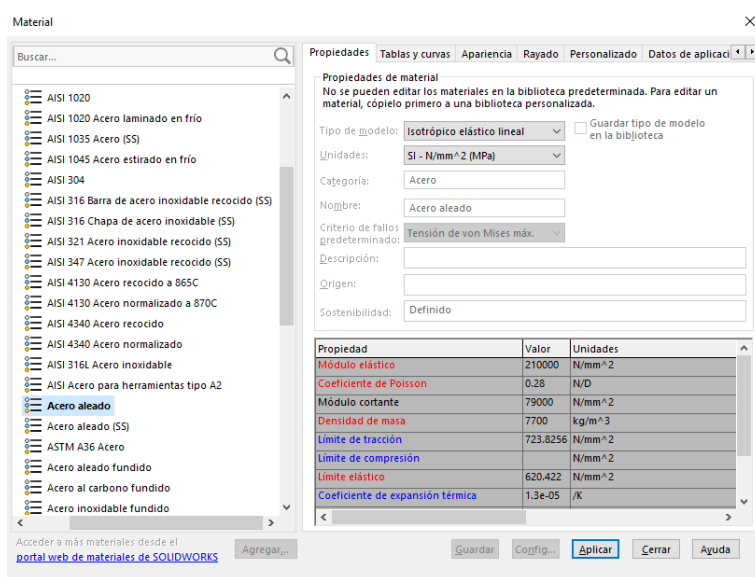 Material
Buscar...
AISI 1020
AISI 1020 Acero laminado en frío
AISI 1035 Acero (SS)
AISI 1045 Acero estirado en frío
AISI 304
AISI 316 Barra de acero inoxidable recocido (SS)
AISI 316 Chapa de acero inoxidable (SS)
AISI 321 Acero inoxidable recocido (SS)
AISI 347 Acero inoxidable recocido (SS)
AISI 4130 Acero recocido a 865C
AISI 4130 Acero normalizado a 870C
AISI 4340 Acero recocido
AISI 4340 Acero normalizado
AISI 316L Acero inoxidable
AISI Acero para herramientas tipo A2
Acero aleado
Acero aleado (SS)
ASTM A36 Acero
Acero aleado fundido
Acero al carbono fundido
Acero inoxidable fundido
Acceder a más materiales desde el
portal web de materiales de SOLIDWORKS
Agregar...
Propiedades Tablas y curvas Apariencia Rayado Personalizado Datos de aplicaci
Propiedades de material
No se pueden editar los materiales en la biblioteca predeterminada. Para editar un
material, cópielo primero a una biblioteca personalizada.
Tipo de modelo: Isotrópico elástico lineal
Guardar tipo de modelo
en la biblioteca
Unidades: SI - N/mm^2 (MPa)
Categoría: Acero
Nombre: Acero aleado
Criterio de fallos
predeterminado: Tensión de von Mises máx.
Descripción:
Origen:
Sostenibilidad: Definido
Propiedad Valor Unidades
Módulo elástico 210000 N/mm^2
Coeficiente de Poisson 0.28 N/D
Módulo cortante 79000 N/mm^2
Densidad de masa 7700 kg/m^3
Límite de tracción 723.8256 N/mm^2
Límite de compresión N/mm^2
Límite elástico 620.422 N/mm^2
Coeficiente de expansión térmica 1.3e-05 /K
Guardar Config... Aplicar Cerrar Ayuda